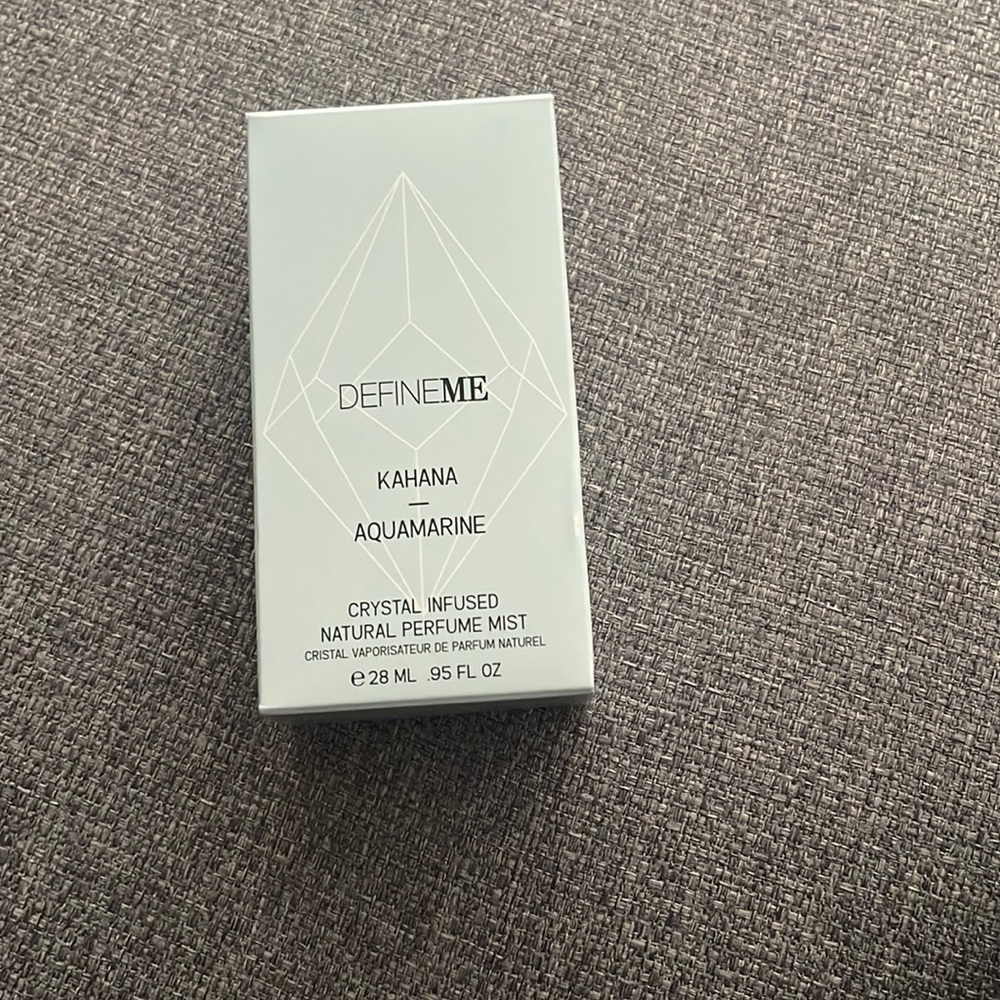 DEFINEME
KAHANA
—
AQUAMARINE
CRYSTAL INFUSED
NATURAL PERFUME MIST
CRISTAL VAPORISATEUR DE PARFUM NATUREL
℮ 28 ML .95 FL OZ